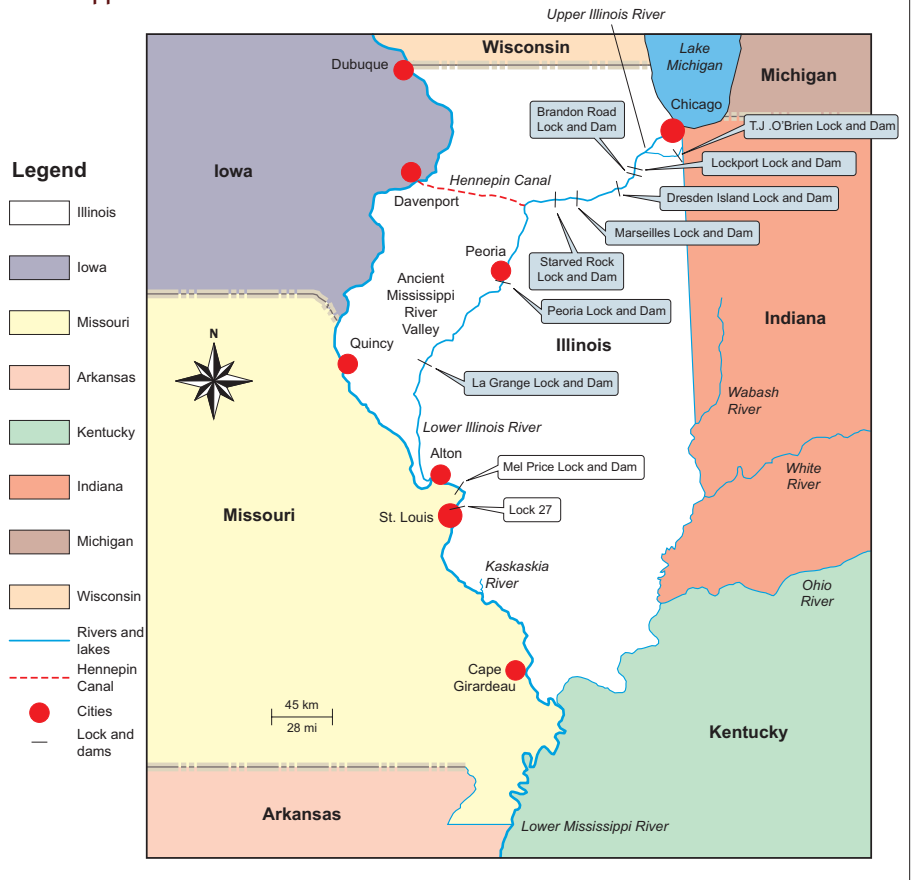 Upper Illinois River
Wisconsin
Lake
Michigan
Michigan
Dubuque
Chicago
Brandon Road
Lock and Dam
T.J .O'Brien Lock and Dam
Lockport Lock and Dam
Legend
Iowa
Hennepin Canal
Davenport
Dresden Island Lock and Dam
Marseilles Lock and Dam
Illinois
Iowa
Missouri
Arkansas
Kentucky
Indiana
Michigan
Wisconsin
Rivers and
lakes
Hennepin
Canal
Cities
Lock and
dams
Peoria
Starved Rock
Lock and Dam
Ancient
Mississippi
River
Valley
Peoria Lock and Dam
Indiana
N
Quincy
Illinois
La Grange Lock and Dam
Wabash
River
Lower Illinois River
Alton
Mel Price Lock and Dam
White
River
Missouri
St. Louis
Lock 27
Kaskaskia
River
Ohio
River
Cape
Girardeau
45 km
28 mi
Kentucky
Arkansas
Lower Mississippi River